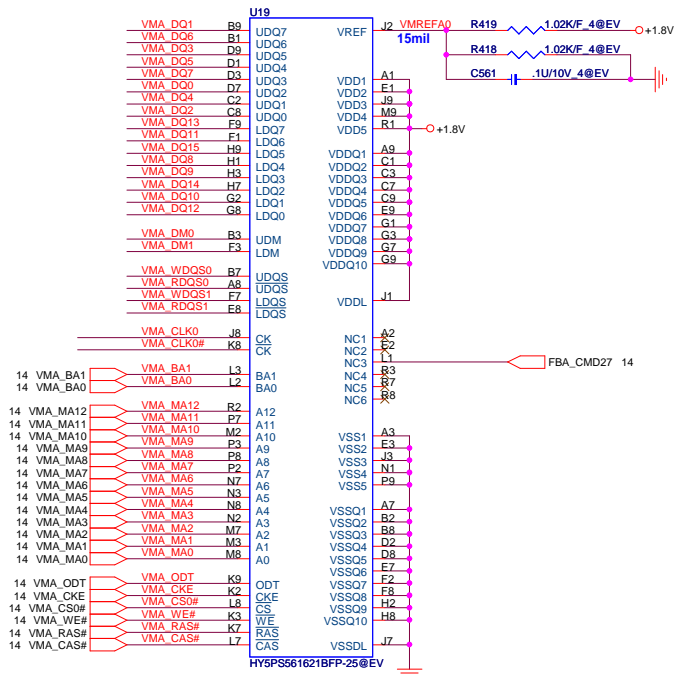 U19
VMA_DQ1 B9 UDQ7 VREF J2 VMREFA0 R419 1.02K/F_4@EV +1.8V
VMA_DQ6 B1 UDQ6 15mil
VMA_DQ3 D9 UDQ5 R418 1.02K/F_4@EV
VMA_DQ5 D1 UDQ4
VMA_DQ7 D3 UDQ3 VDD1 A1 C561 .1U/10V_4@EV
VMA_DQ0 D7 UDQ2 VDD2 E1
VMA_DQ4 C2 UDQ1 VDD3 J9
VMA_DQ2 C8 UDQ0 VDD4 M9
VMA_DQ13 F9 LDQ7 VDD5 R1 +1.8V
VMA_DQ11 F1 LDQ6
VMA_DQ15 H9 LDQ5 VDDQ1 A9
VMA_DQ8 H1 LDQ4 VDDQ2 C1
VMA_DQ9 H3 LDQ3 VDDQ3 C3
VMA_DQ14 H7 LDQ2 VDDQ4 C7
VMA_DQ10 G2 LDQ1 VDDQ5 C9
VMA_DQ12 G8 LDQ0 VDDQ6 E9
VDDQ7 G1
VMA_DM0 B3 UDM VDDQ8 G3
VMA_DM1 F3 LDM VDDQ9 G7
VDDQ10 G9
VMA_WDQS0 B7 UDQS
VMA_RDQS0 A8 UDQS
VMA_WDQS1 F7 LDQS VDDL J1
VMA_RDQS1 E8 LDQS
VMA_CLK0 J8 CK NC1 A2
VMA_CLK0# K8 CK NC2 E2
NC3 L1 FBA_CMD27 14
14 VMA_BA1 VMA_BA1 L3 BA1 NC4 R3
14 VMA_BA0 VMA_BA0 L2 BA0 NC5 R7
NC6 R8
14 VMA_MA12 VMA_MA12 R2 A12
14 VMA_MA11 VMA_MA11 P7 A11
14 VMA_MA10 VMA_MA10 M2 A10 VSS1 A3
14 VMA_MA9 VMA_MA9 P3 A9 VSS2 E3
14 VMA_MA8 VMA_MA8 P8 A8 VSS3 J3
14 VMA_MA7 VMA_MA7 P2 A7 VSS4 N1
14 VMA_MA6 VMA_MA6 N7 A6 VSS5 P9
14 VMA_MA5 VMA_MA5 N3 A5
14 VMA_MA4 VMA_MA4 N8 A4 VSSQ1 A7
14 VMA_MA3 VMA_MA3 N2 A3 VSSQ2 B2
14 VMA_MA2 VMA_MA2 M7 A2 VSSQ3 B8
14 VMA_MA1 VMA_MA1 M3 A1 VSSQ4 D2
14 VMA_MA0 VMA_MA0 M8 A0 VSSQ5 D8
VSSQ6 E7
14 VMA_ODT VMA_ODT K9 ODT VSSQ7 F2
14 VMA_CKE VMA_CKE K2 CKE VSSQ8 F8
14 VMA_CS0# VMA_CS0# L8 CS VSSQ9 H2
14 VMA_WE# VMA_WE# K3 WE VSSQ10 H8
14 VMA_RAS# VMA_RAS# K7 RAS
14 VMA_CAS# VMA_CAS# L7 CAS VSSDL J7
HY5PS561621BFP-25@EV